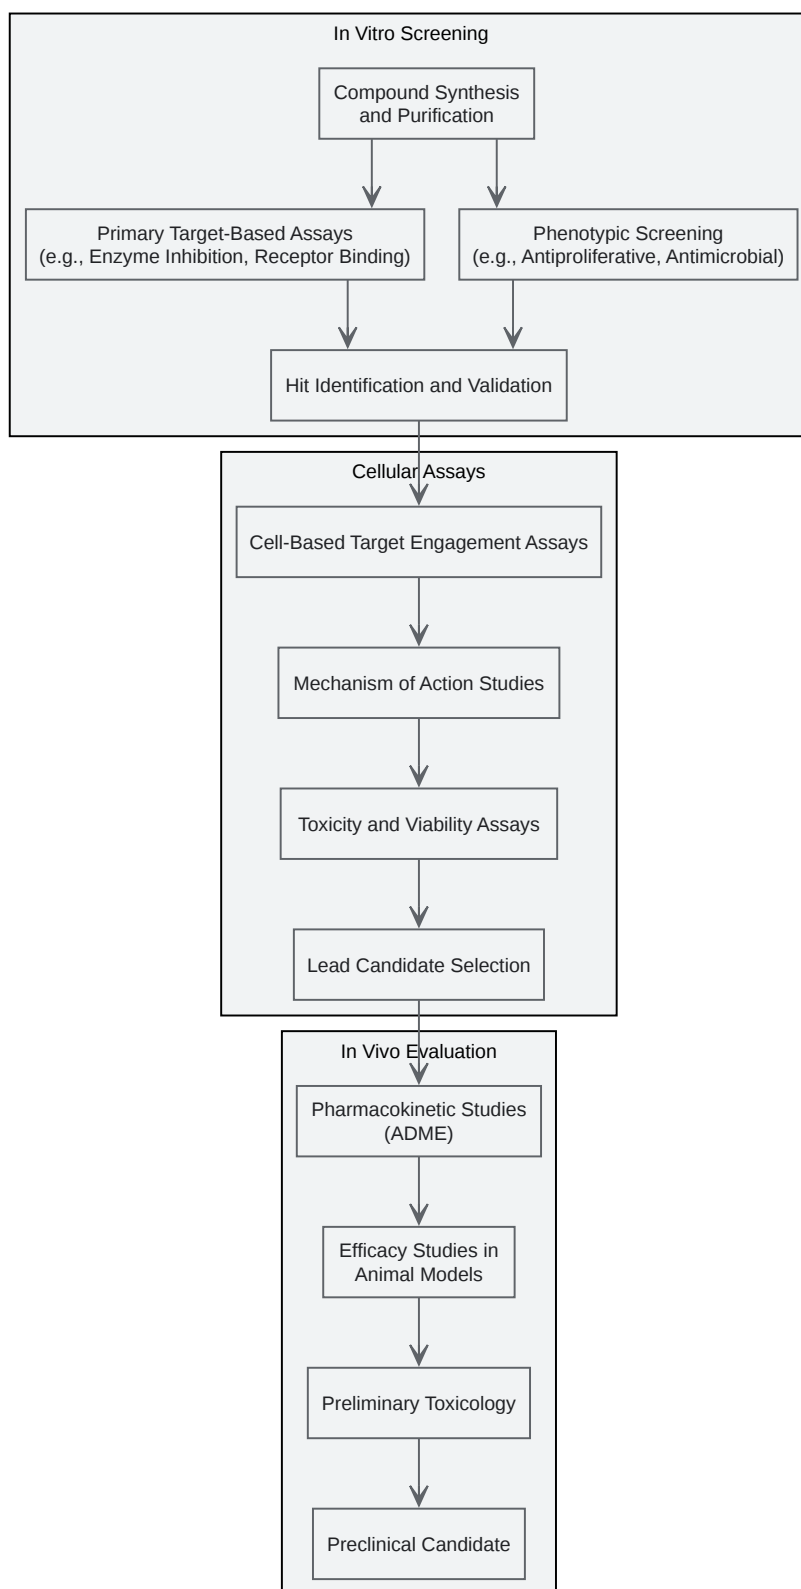 In Vitro Screening
Compound Synthesis
and Purification
Primary Target-Based Assays
(e.g., Enzyme Inhibition, Receptor Binding)
Phenotypic Screening
(e.g., Antiproliferative, Antimicrobial)
Hit Identification and Validation
Cellular Assays
Cell-Based Target Engagement Assays
Mechanism of Action Studies
Toxicity and Viability Assays
Lead Candidate Selection
In Vivo Evaluation
Pharmacokinetic Studies
(ADME)
Efficacy Studies in
Animal Models
Preliminary Toxicology
Preclinical Candidate